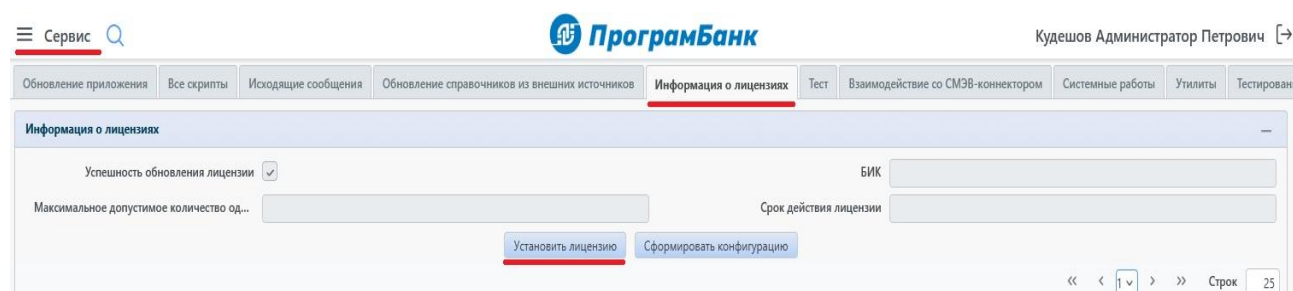 Сервис ПрограмБанк Кудешов Администратор Петрович
Обновление приложения Все скрипты Исходящие сообщения Обновление справочников из внешних источников Информация о лицензиях Тест Взаимодействие со СМЭВ-коннектором Системные работы Утилиты Тестирован
Информация о лицензиях
Успешность обновления лицензии БИК
Максимальное допустимое количество од... Срок действия лицензии
Установить лицензию Сформировать конфигурацию
« < 1 > » Строк 25